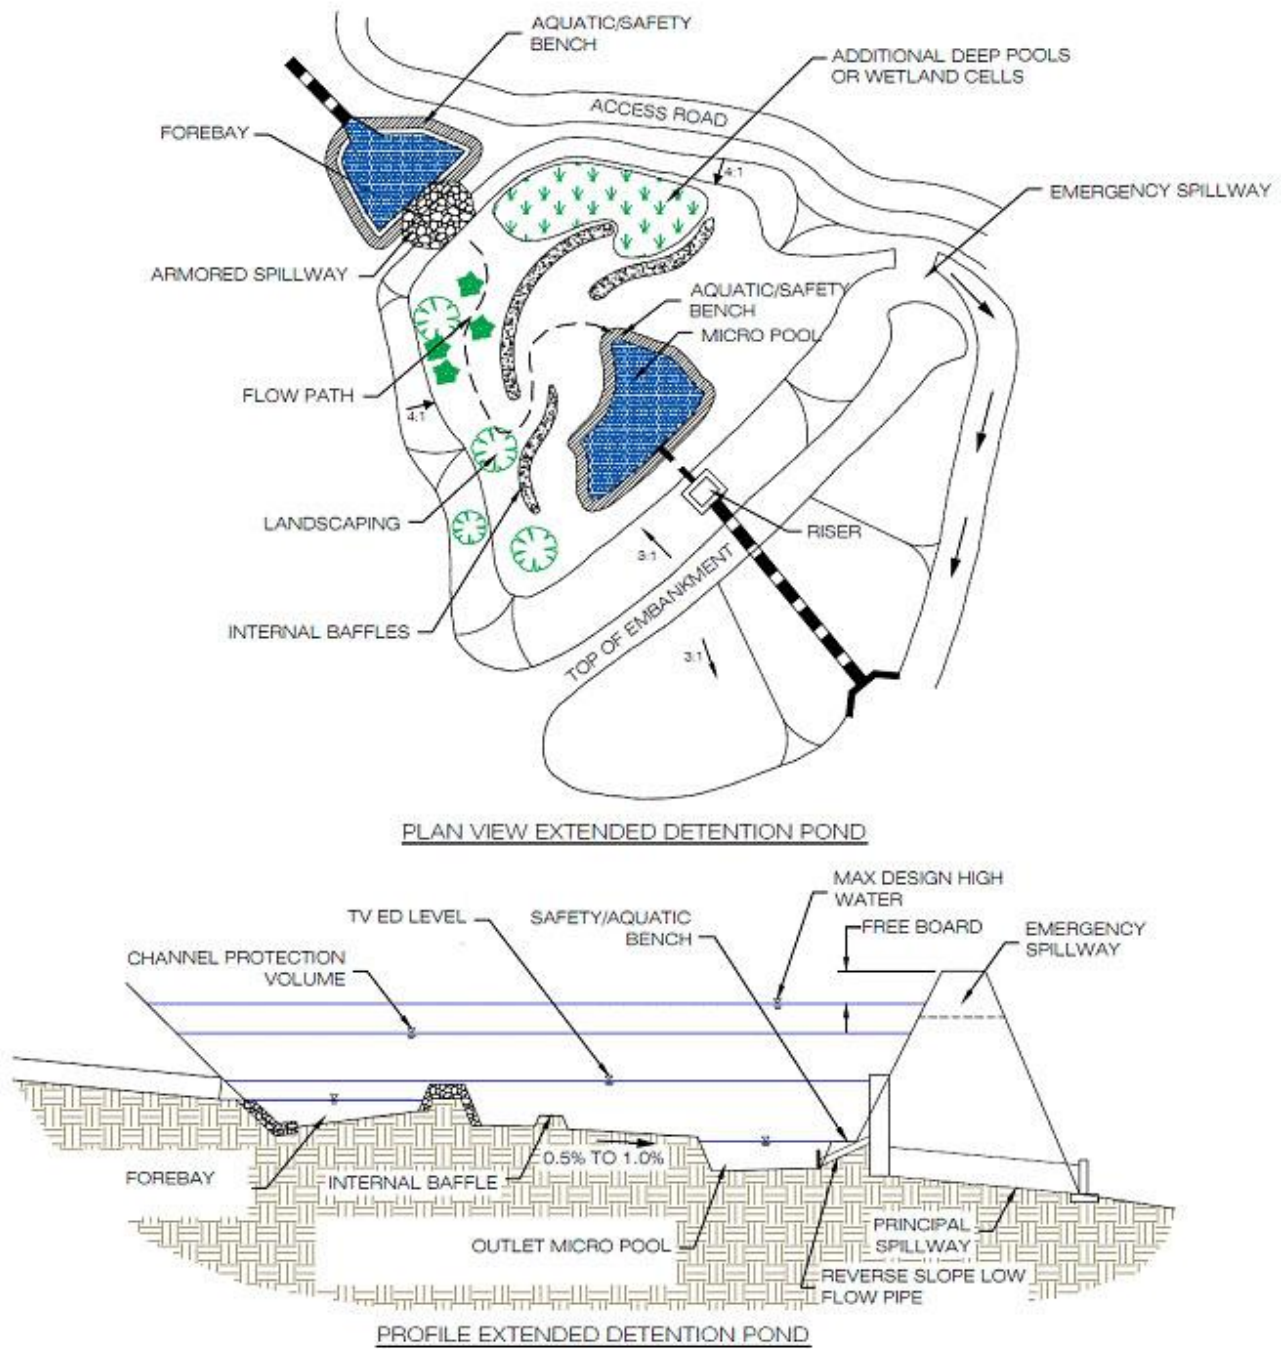 AQUATIC/SAFETY
BENCH
ADDITIONAL DEEP POOLS
OR WETLAND CELLS
ACCESS ROAD
FOREBAY
4:1
EMERGENCY SPILLWAY
ARMORED SPILLWAY
AQUATIC/SAFETY
BENCH
MICRO POOL
FLOW PATH
4:1
LANDSCAPING
RISER
3:1
INTERNAL BAFFLES
TOP OF EMBANKMENT
3:1
PLAN VIEW EXTENDED DETENTION POND
MAX DESIGN HIGH
WATER
TV ED LEVEL
SAFETY/AQUATIC
BENCH
FREE BOARD
EMERGENCY
SPILLWAY
CHANNEL PROTECTION
VOLUME
0.5% TO 1.0%
FOREBAY
INTERNAL BAFFLE
OUTLET MICRO POOL
PRINCIPAL
SPILLWAY
REVERSE SLOPE LOW
FLOW PIPE
PROFILE EXTENDED DETENTION POND